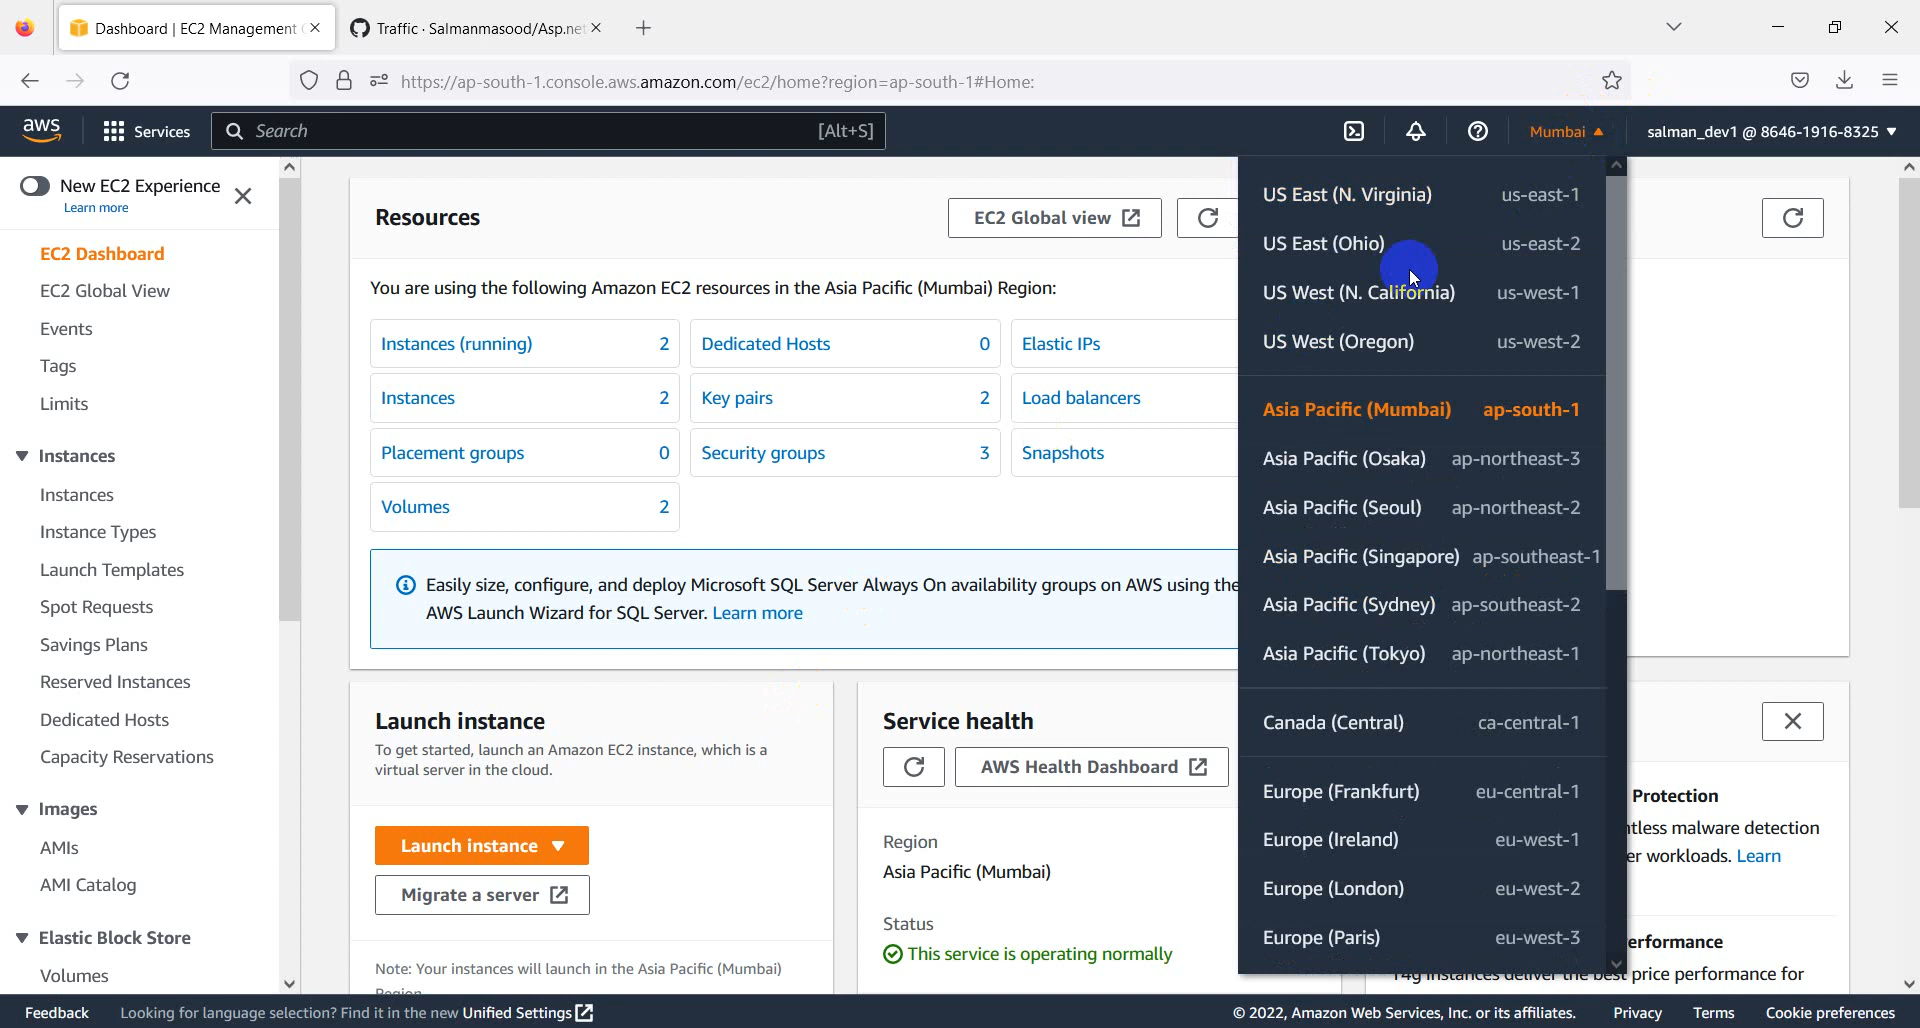 Dashboard | EC2 Management
Traffic · Salmanmasood/Asp.net
https://ap-south-1.console.aws.amazon.com/ec2/home?region=ap-south-1#Home:
aws
Services
Search
[Alt+S]
Mumbai
salman_dev1 @ 8646-1916-8325
New EC2 Experience
Learn more
EC2 Dashboard
EC2 Global View
Events
Tags
Limits
Instances
Instances
Instance Types
Launch Templates
Spot Requests
Savings Plans
Reserved Instances
Dedicated Hosts
Capacity Reservations
Images
AMIs
AMI Catalog
Elastic Block Store
Volumes
Resources
EC2 Global view
You are using the following Amazon EC2 resources in the Asia Pacific (Mumbai) Region:
Instances (running) 2
Dedicated Hosts 0
Elastic IPs
Instances 2
Key pairs 2
Load balancers
Placement groups 0
Security groups 3
Snapshots
Volumes 2
Easily size, configure, and deploy Microsoft SQL Server Always On availability groups on AWS using the
AWS Launch Wizard for SQL Server. Learn more
Launch instance
To get started, launch an Amazon EC2 instance, which is a
virtual server in the cloud.
Launch instance
Migrate a server
Note: Your instances will launch in the Asia Pacific (Mumbai)
Region
Service health
AWS Health Dashboard
Region
Asia Pacific (Mumbai)
Status
This service is operating normally
US East (N. Virginia) us-east-1
US East (Ohio) us-east-2
US West (N. California) us-west-1
US West (Oregon) us-west-2
Asia Pacific (Mumbai) ap-south-1
Asia Pacific (Osaka) ap-northeast-3
Asia Pacific (Seoul) ap-northeast-2
Asia Pacific (Singapore) ap-southeast-1
Asia Pacific (Sydney) ap-southeast-2
Asia Pacific (Tokyo) ap-northeast-1
Canada (Central) ca-central-1
Europe (Frankfurt) eu-central-1
Europe (Ireland) eu-west-1
Europe (London) eu-west-2
Europe (Paris) eu-west-3
Protection
tless malware detection
er workloads. Learn
erformance
T4g instances deliver the best price performance for
Feedback
Looking for language selection? Find it in the new Unified Settings
© 2022, Amazon Web Services, Inc. or its affiliates.
Privacy
Terms
Cookie preferences